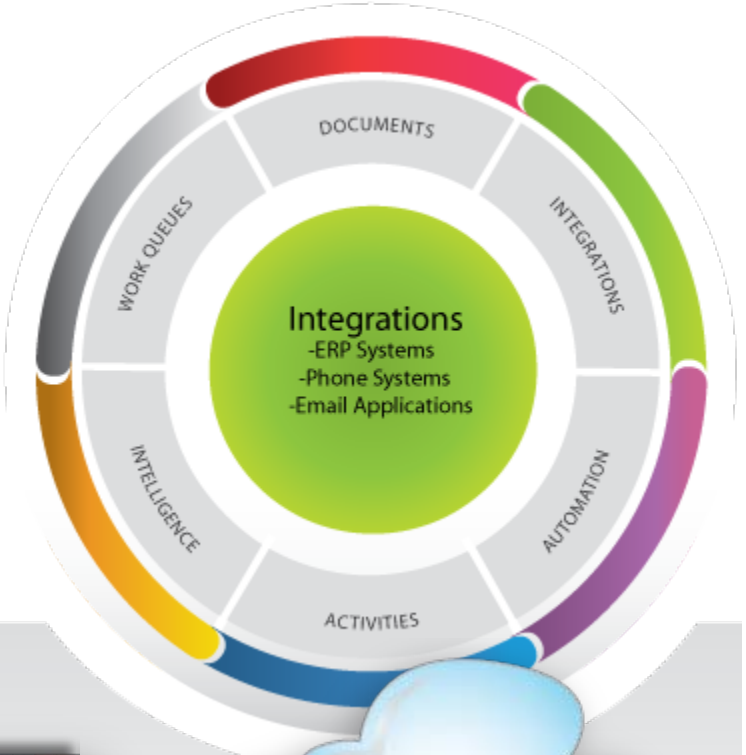 DOCUMENTS
INTEGRATIONS
AUTOMATION
ACTIVITIES
INTELLIGENCE
WORK QUEUES
Integrations
-ERP Systems
-Phone Systems
-Email Applications